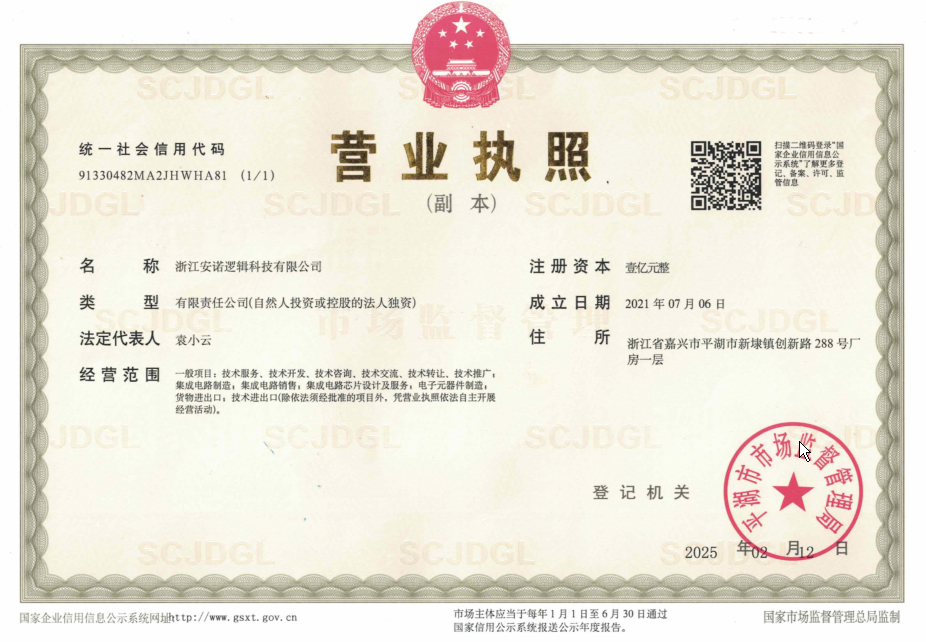 统一社会信用代码
91330482MA2JHWHA81 (1/1)
营业执照
(副 本)
扫描二维码登录“国
家企业信用信息公
示系统”了解更多登
记、备案、许可、监
管信息
名 称 浙江安诺逻辑科技有限公司
类 型 有限责任公司(自然人投资或控股的法人独资)
法定代表人 袁小云
经营范围 一般项目：技术服务、技术开发、技术咨询、技术交流、技术转让、技术推广；
集成电路制造；集成电路销售；集成电路芯片设计及服务；电子元器件制造；
货物进出口；技术进出口(除依法须经批准的项目外，凭营业执照依法自主开展
经营活动)。
注册资本 壹亿元整
成立日期 2021 年 07 月 06 日
住 所 浙江省嘉兴市平湖市新埭镇创新路 288 号厂
房一层
登记机关
平湖市市场监督管理局
2025 年 02 月 12 日
国家企业信用信息公示系统网址http://www.gsxt.gov.cn
市场主体应当于每年 1 月 1 日至 6 月 30 日通过
国家信用公示系统报送公示年度报告。
国家市场监督管理总局监制
SCJDGL
市场监督管理